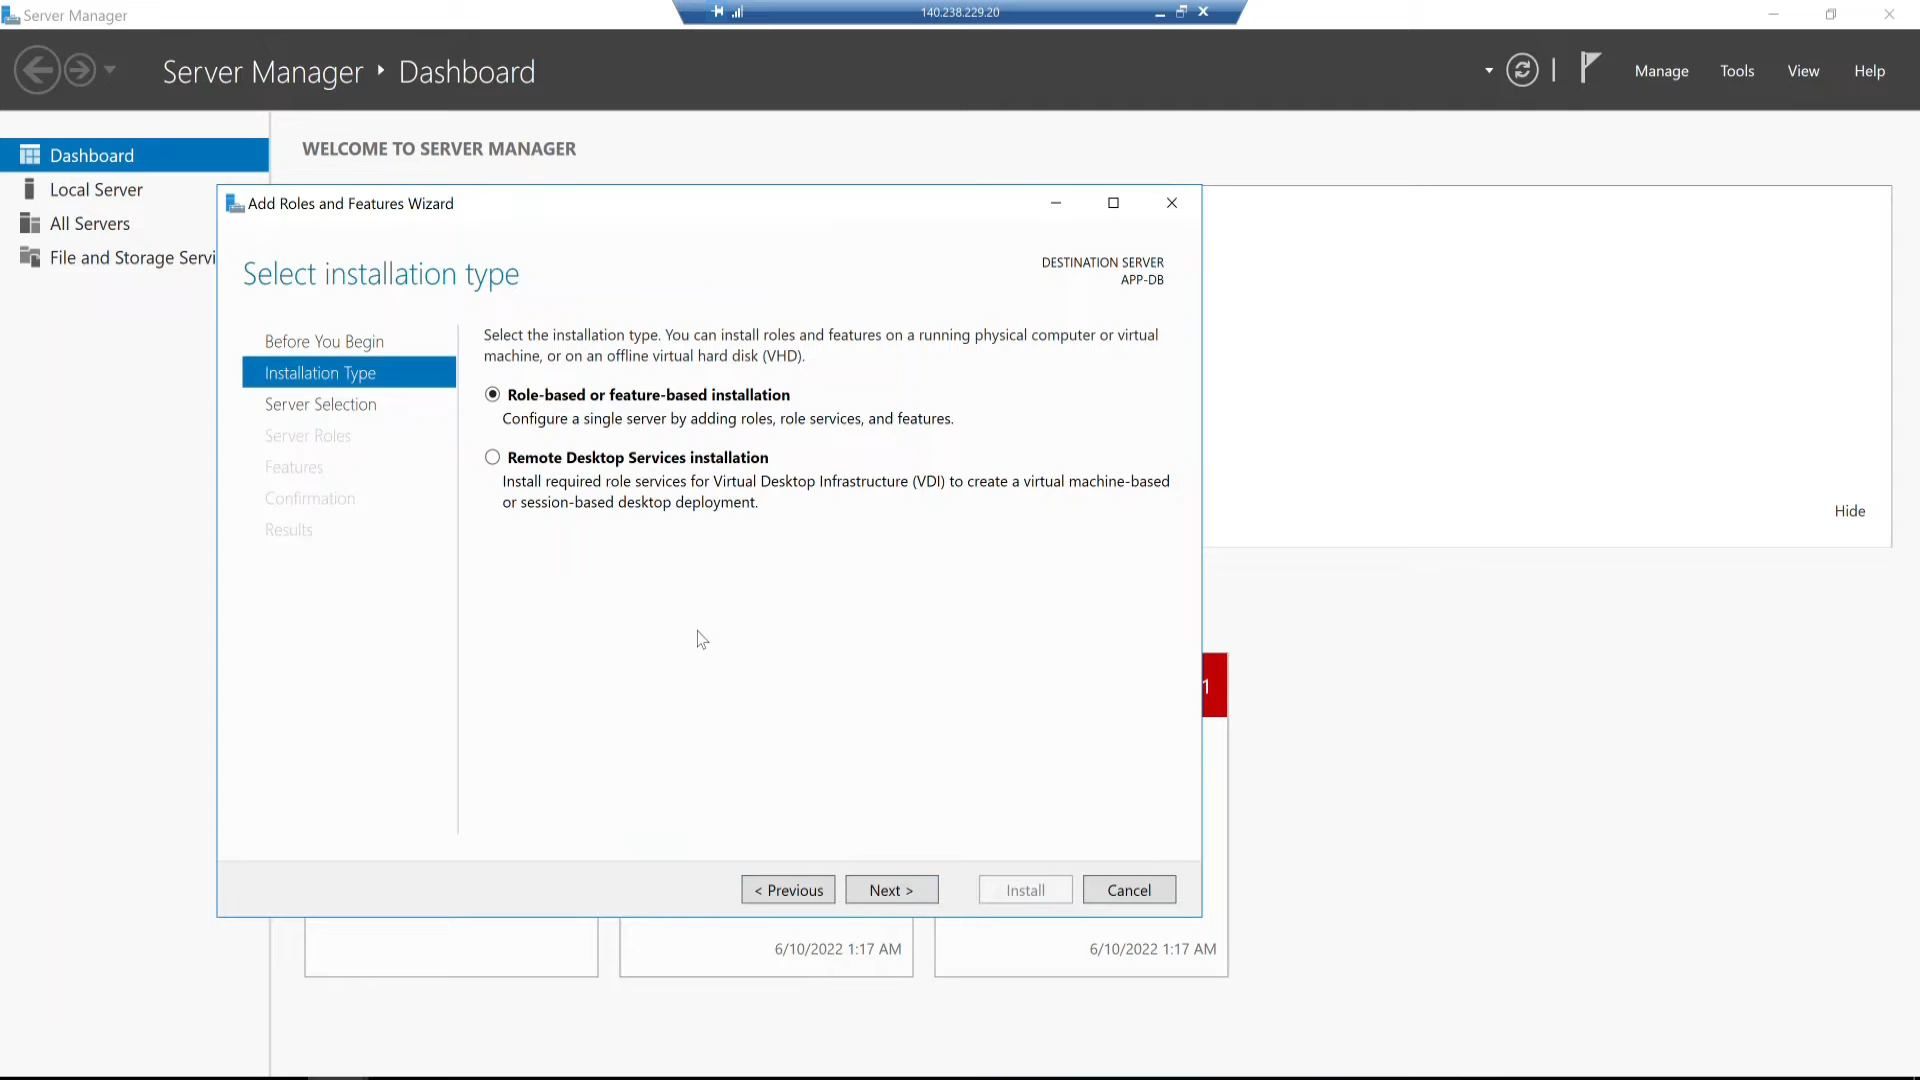 Server Manager
140.238.229.20
Server Manager Dashboard
Manage Tools View Help
Dashboard
Local Server
All Servers
File and Storage Servi
WELCOME TO SERVER MANAGER
Add Roles and Features Wizard
Select installation type
DESTINATION SERVER
APP-DB
Before You Begin
Installation Type
Server Selection
Server Roles
Features
Confirmation
Results
Select the installation type. You can install roles and features on a running physical computer or virtual
machine, or on an offline virtual hard disk (VHD).
Role-based or feature-based installation
Configure a single server by adding roles, role services, and features.
Remote Desktop Services installation
Install required role services for Virtual Desktop Infrastructure (VDI) to create a virtual machine-based
or session-based desktop deployment.
Hide
1
< Previous Next > Install Cancel
6/10/2022 1:17 AM 6/10/2022 1:17 AM